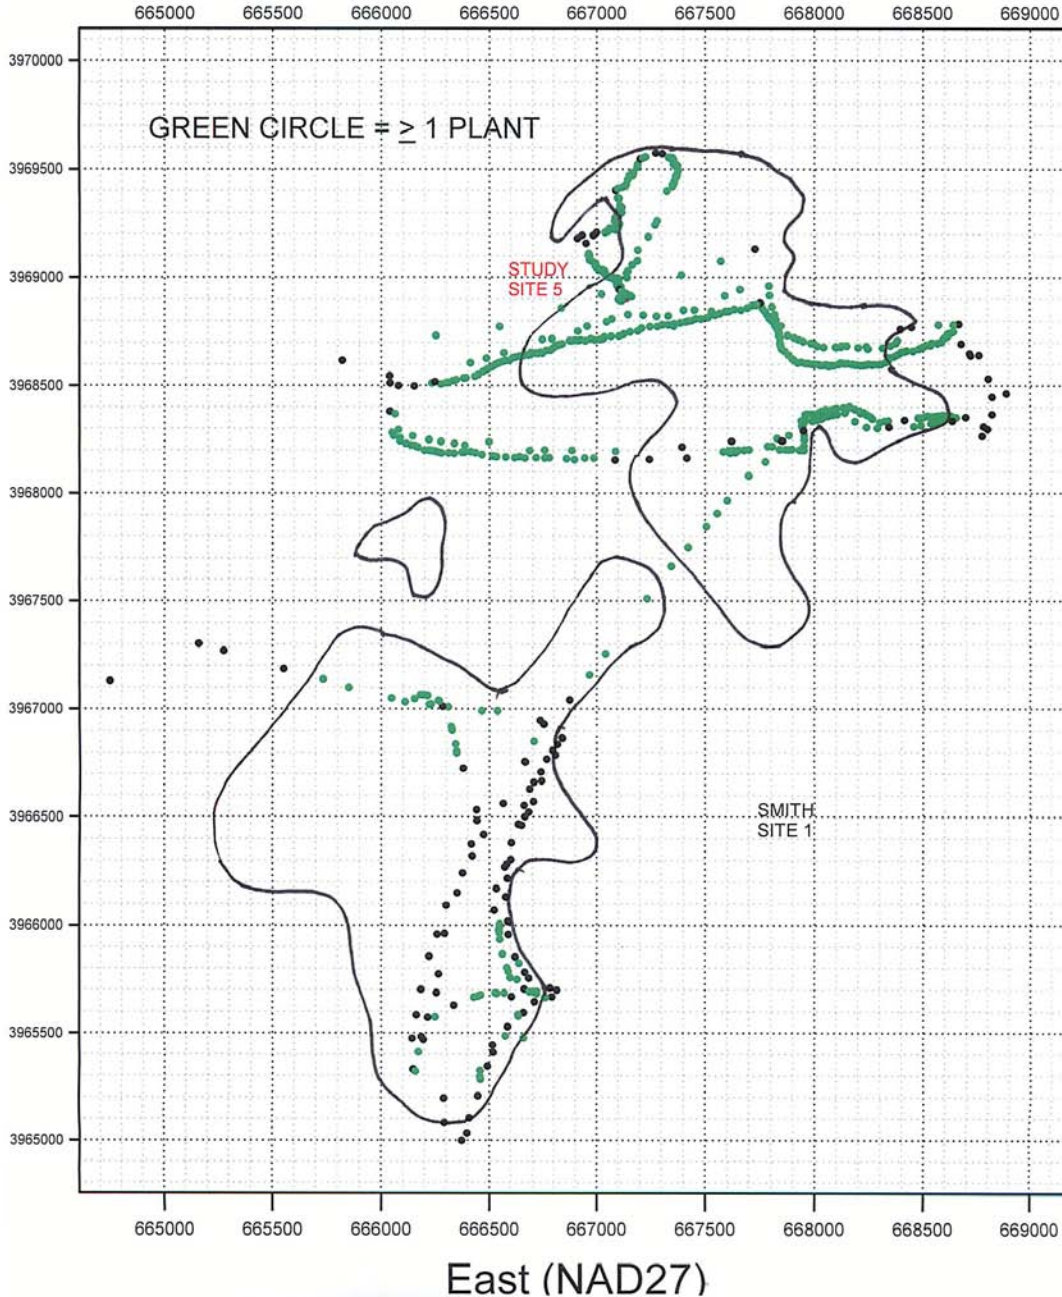 665000 665500 666000 666500 667000 667500 668000 668500 669000
3970000
GREEN CIRCLE = ≥ 1 PLANT
3969500
3969000
STUDY
SITE 5
3968500
3968000
3967500
3967000
3966500
SMITH
SITE 1
3966000
3965500
3965000
665000 665500 666000 666500 667000 667500 668000 668500 669000
East (NAD27)